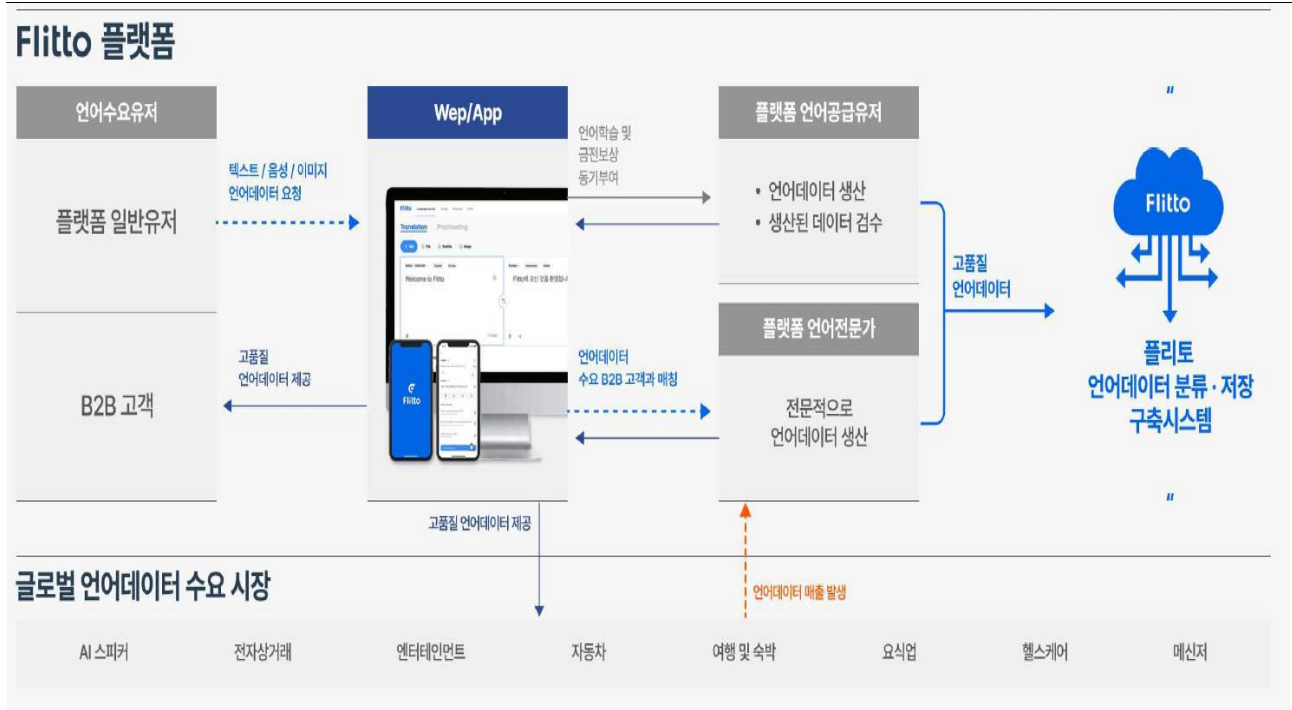 Flitto 플랫폼
언어수요유저
플랫폼 일반유저
B2B 고객
텍스트 / 음성 / 이미지
언어데이터 요청
고품질
언어데이터 제공
Wep/App
Translation Proofreading
Welcome to Flitto
Flitto
언어학습 및
금전보상
동기부여
언어데이터
수요 B2B 고객과 매칭
플랫폼 언어공급유저
• 언어데이터 생산
• 생산된 데이터 검수
플랫폼 언어전문가
전문적으로
언어데이터 생산
고품질
언어데이터
"
Flitto
플리토
언어데이터 분류 · 저장
구축시스템
"
고품질 언어데이터 제공
언어데이터 매출 발생
글로벌 언어데이터 수요 시장
AI 스피커 전자상거래 엔터테인먼트 자동차 여행 및 숙박 요식업 헬스케어 메신저